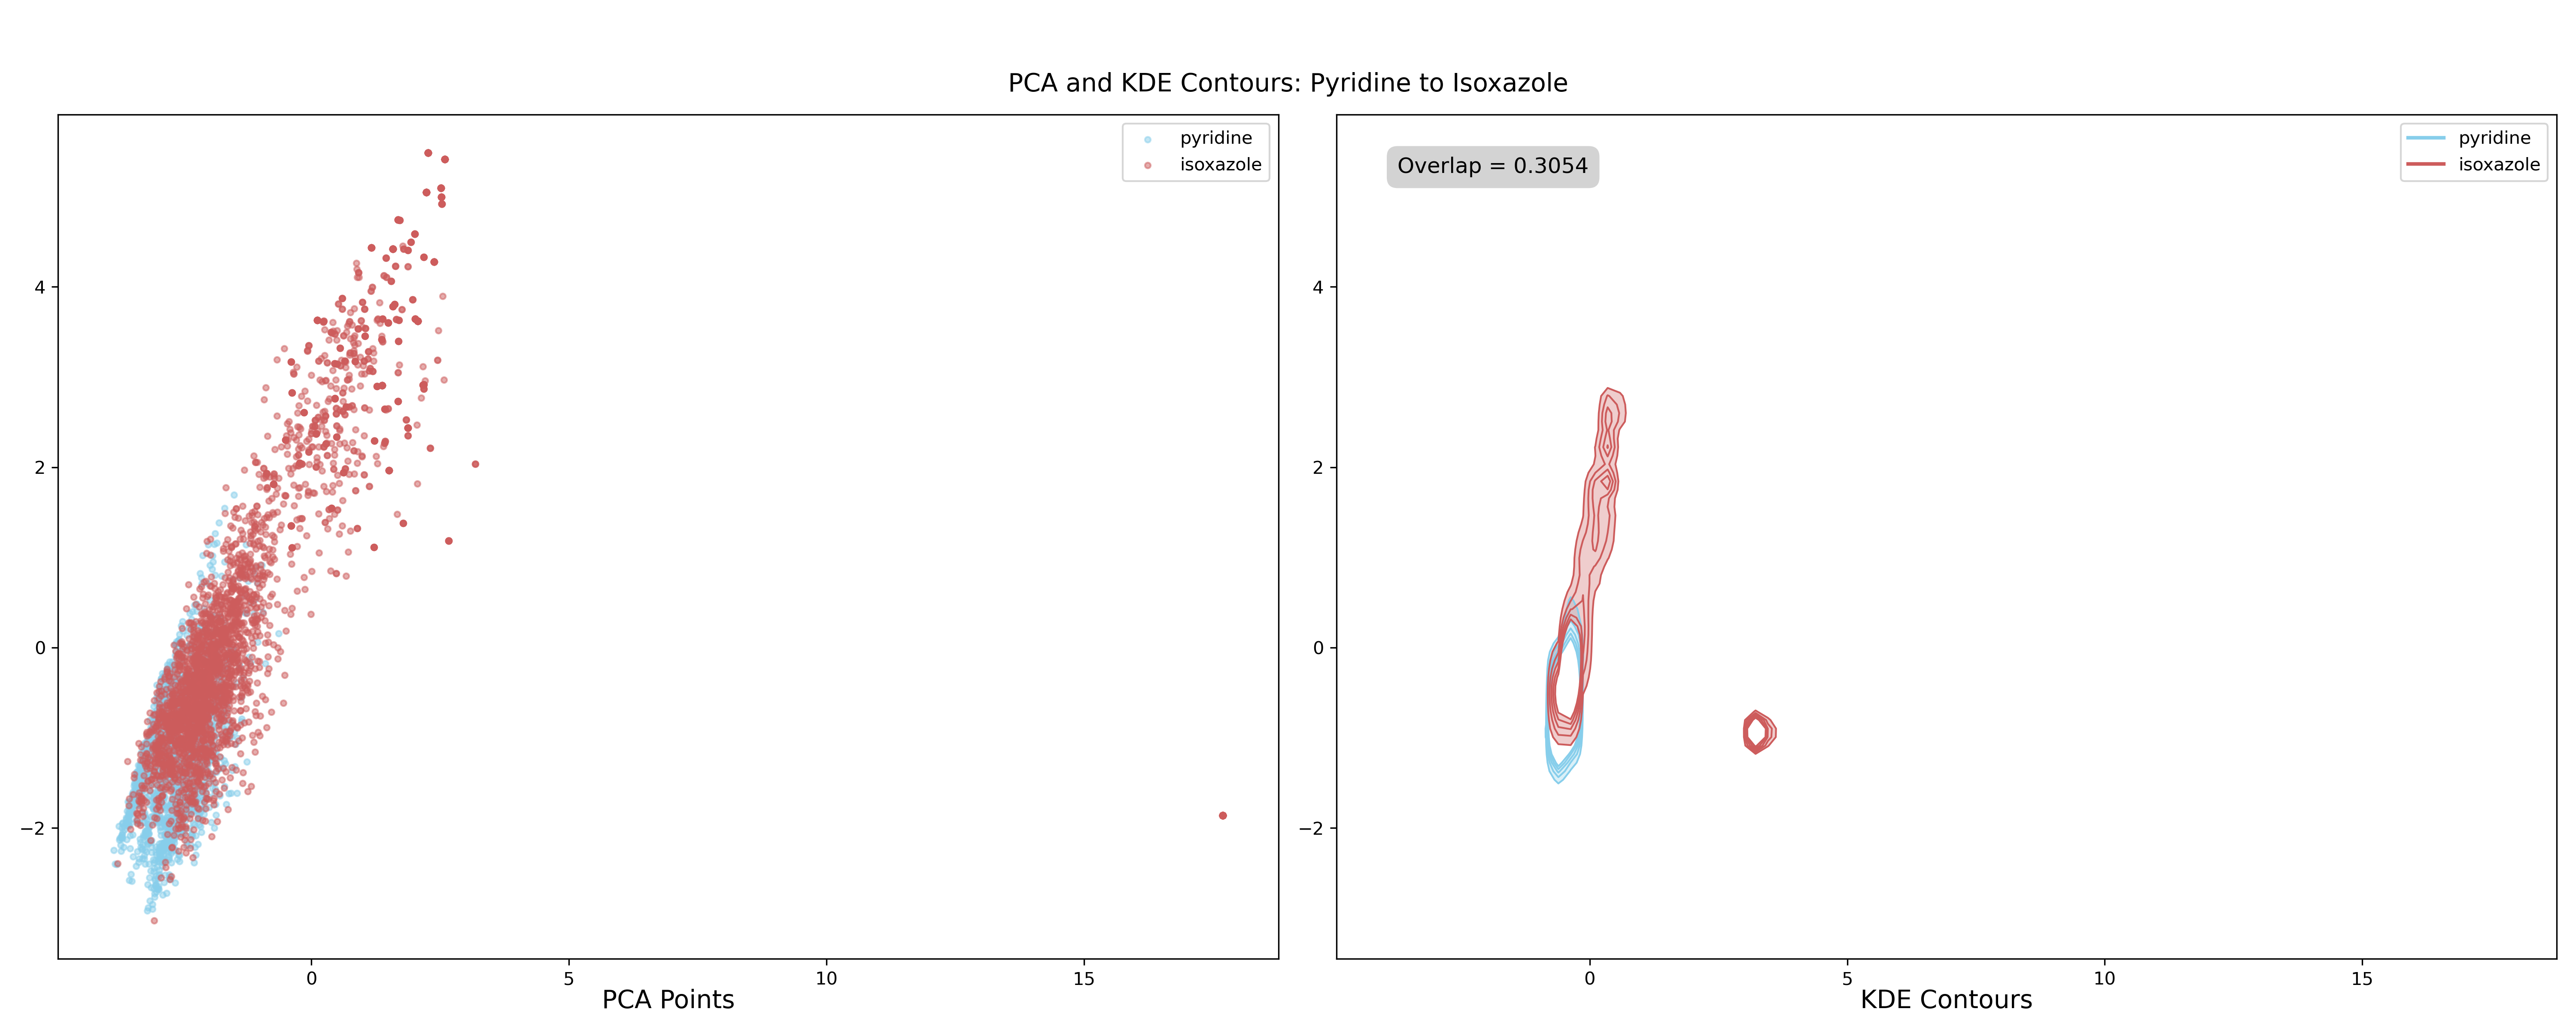 PCA and KDE Contours: Pyridine to Isoxazole
pyridine
isoxazole
4
2
0
−2
0
5
10
15
PCA Points
Overlap = 0.3054
pyridine
isoxazole
4
2
0
−2
0
5
10
15
KDE Contours